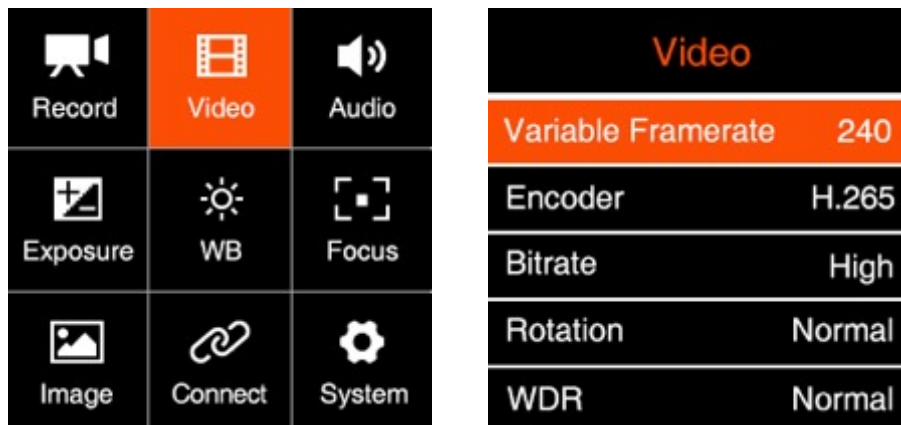 Record Video Audio
Exposure WB Focus
Image Connect System
Video
Variable Framerate 240
Encoder H.265
Bitrate High
Rotation Normal
WDR Normal